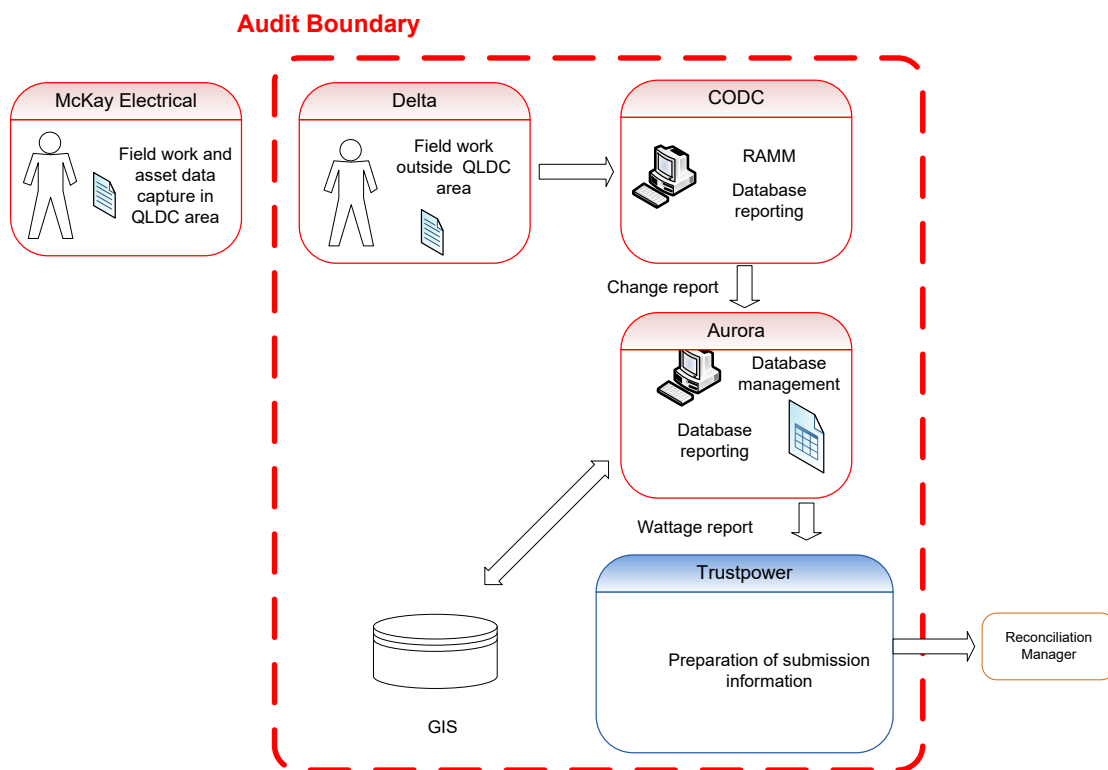 Audit Boundary
McKay Electrical
Field work and
asset data
capture in
QLDC area
Delta
Field work
outside QLDC
area
CODC
RAMM
Database
reporting
Change report
Aurora
Database
management
Database
reporting
Wattage report
Trustpower
Preparation of submission
information
GIS
Reconciliation
Manager